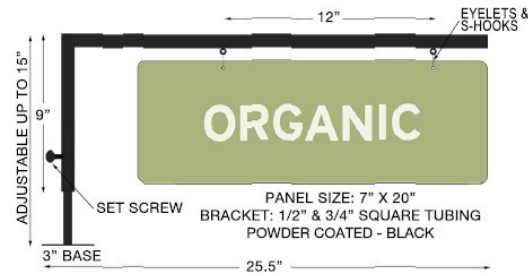 12”
EYELETS &
S-HOOKS
ADJUSTABLE UP TO 15”
9”
ORGANIC
SET SCREW
PANEL SIZE: 7” X 20”
BRACKET: 1/2” & 3/4” SQUARE TUBING
POWDER COATED - BLACK
3” BASE
25.5”